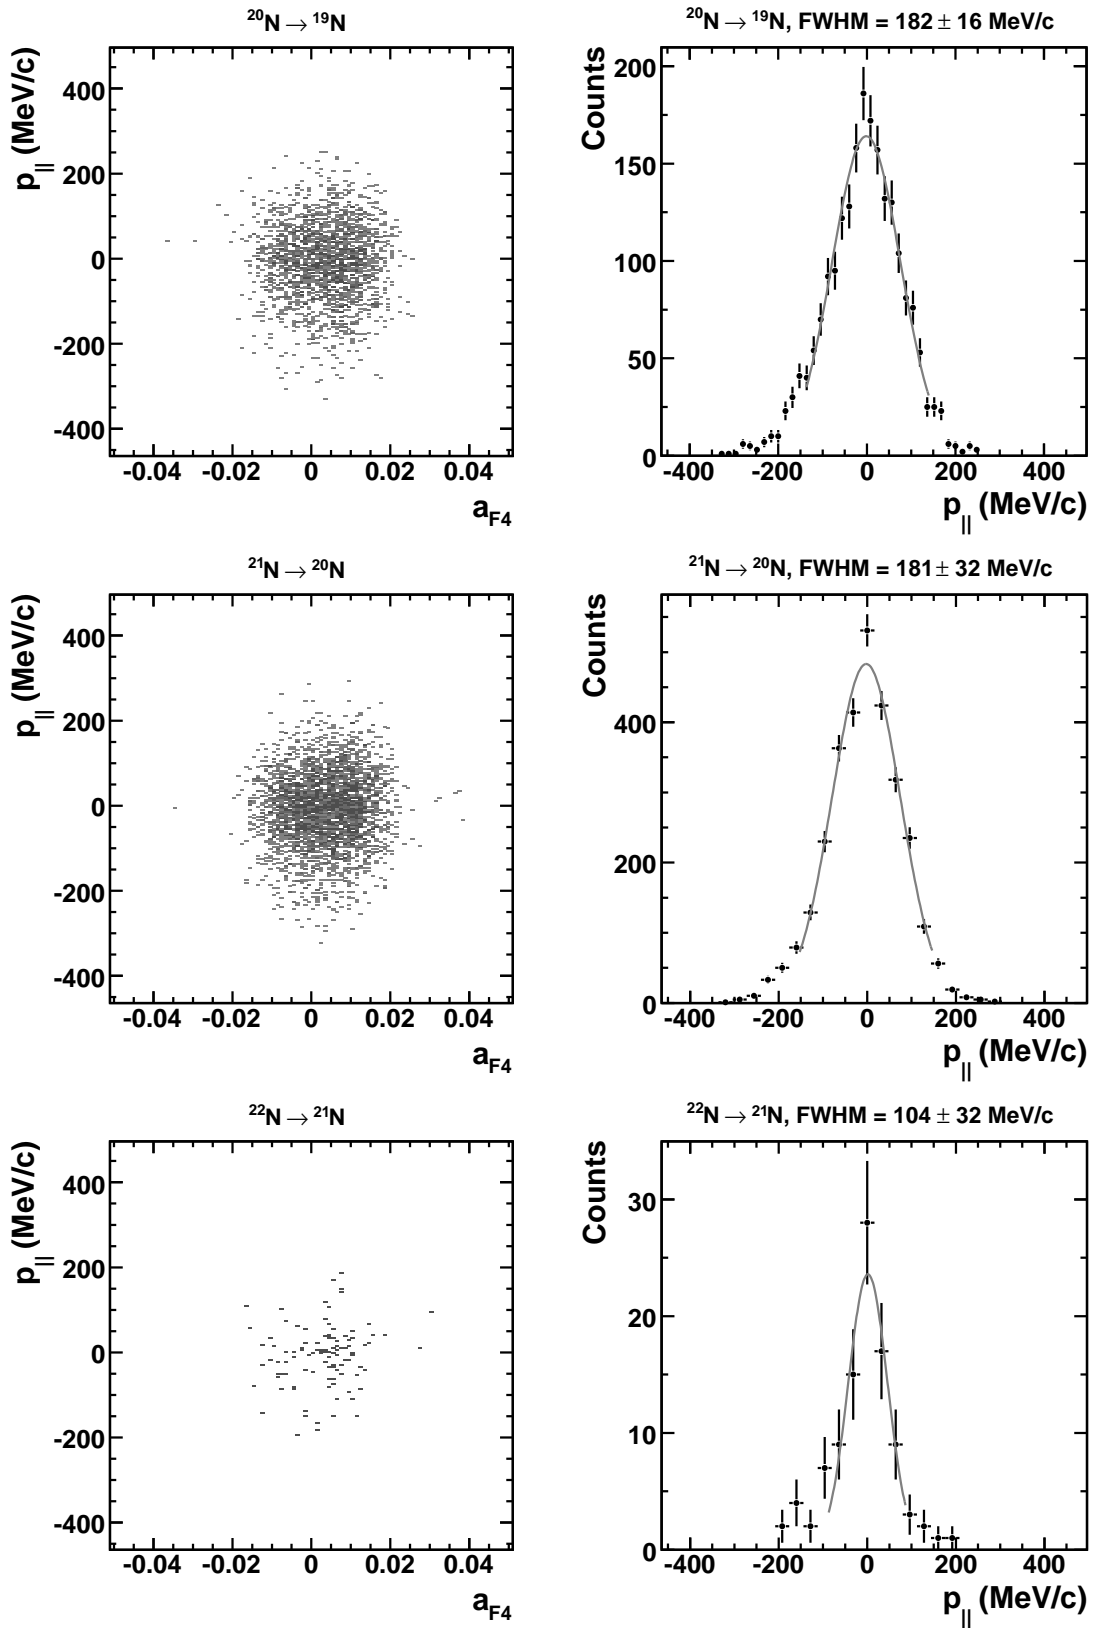 ²⁰N → ¹⁹N
p|| (MeV/c)
400
200
0
-200
-400
-0.04 -0.02 0 0.02 0.04
aF4
²⁰N → ¹⁹N, FWHM = 182 ± 16 MeV/c
Counts
200
150
100
50
0
-400 -200 0 200 400
p|| (MeV/c)
²¹N → ²⁰N
p|| (MeV/c)
400
200
0
-200
-400
-0.04 -0.02 0 0.02 0.04
aF4
²¹N → ²⁰N, FWHM = 181 ± 32 MeV/c
Counts
400
200
0
-400 -200 0 200 400
p|| (MeV/c)
²²N → ²¹N
p|| (MeV/c)
400
200
0
-200
-400
-0.04 -0.02 0 0.02 0.04
aF4
²²N → ²¹N, FWHM = 104 ± 32 MeV/c
Counts
30
20
10
0
-400 -200 0 200 400
p|| (MeV/c)